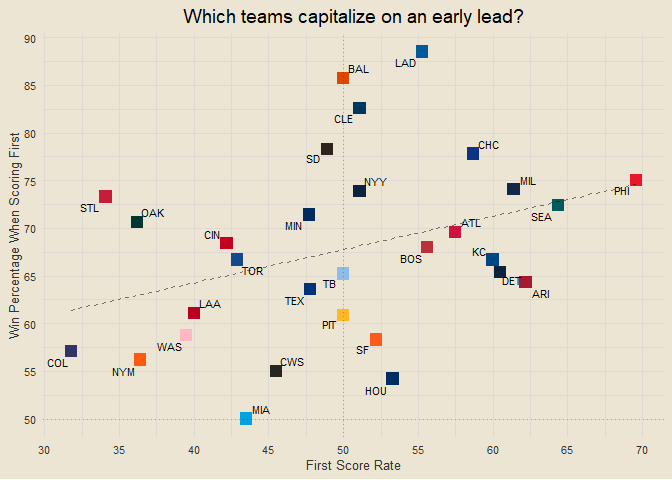 Which teams capitalize on an early lead?
90
BAL
LAD
85
CLE
80
SD
CHC
75
NYY
MIL
PHI
STL
OAK
MIN
SEA
70
CIN
ATL
TOR
BOS
KC
65
TB
DET
ARI
LAA
TEX
60
WAS
PIT
COL
NYM
CWS
SF
55
HOU
MIA
50
Win Percentage When Scoring First
30 35 40 45 50 55 60 65 70
First Score Rate